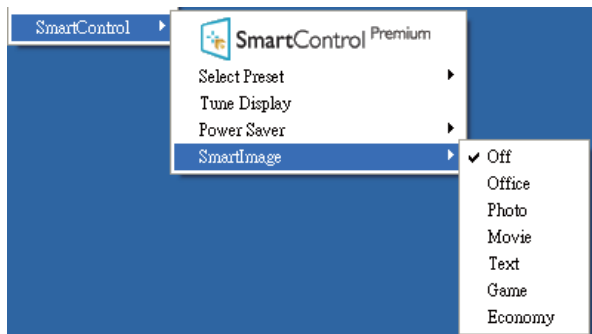 SmartControl
SmartControl Premium
Select Preset
Tune Display
Power Saver
SmartImage
Off
Office
Photo
Movie
Text
Game
Economy